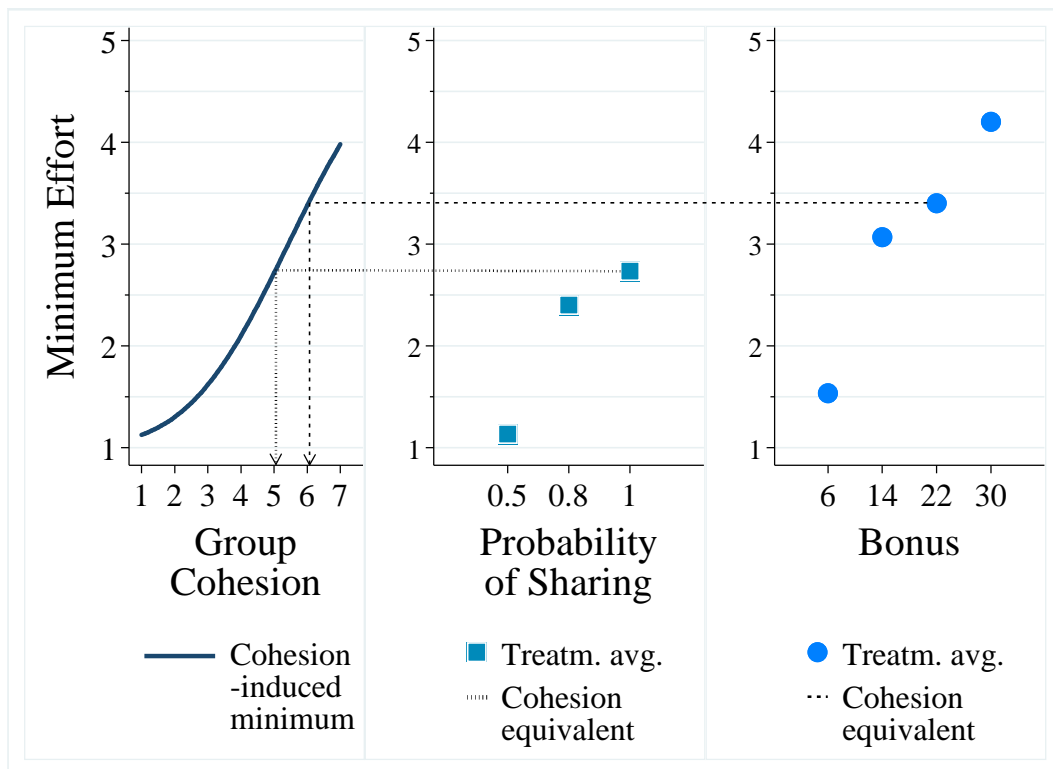 Minimum Effort
5
4
3
2
1
1 2 3 4 5 6 7
Group
Cohesion
Cohesion
-induced
minimum
5
4
3
2
1
0.5 0.8 1
Probability
of Sharing
Treatm. avg.
Cohesion
equivalent
5
4
3
2
1
6 14 22 30
Bonus
Treatm. avg.
Cohesion
equivalent